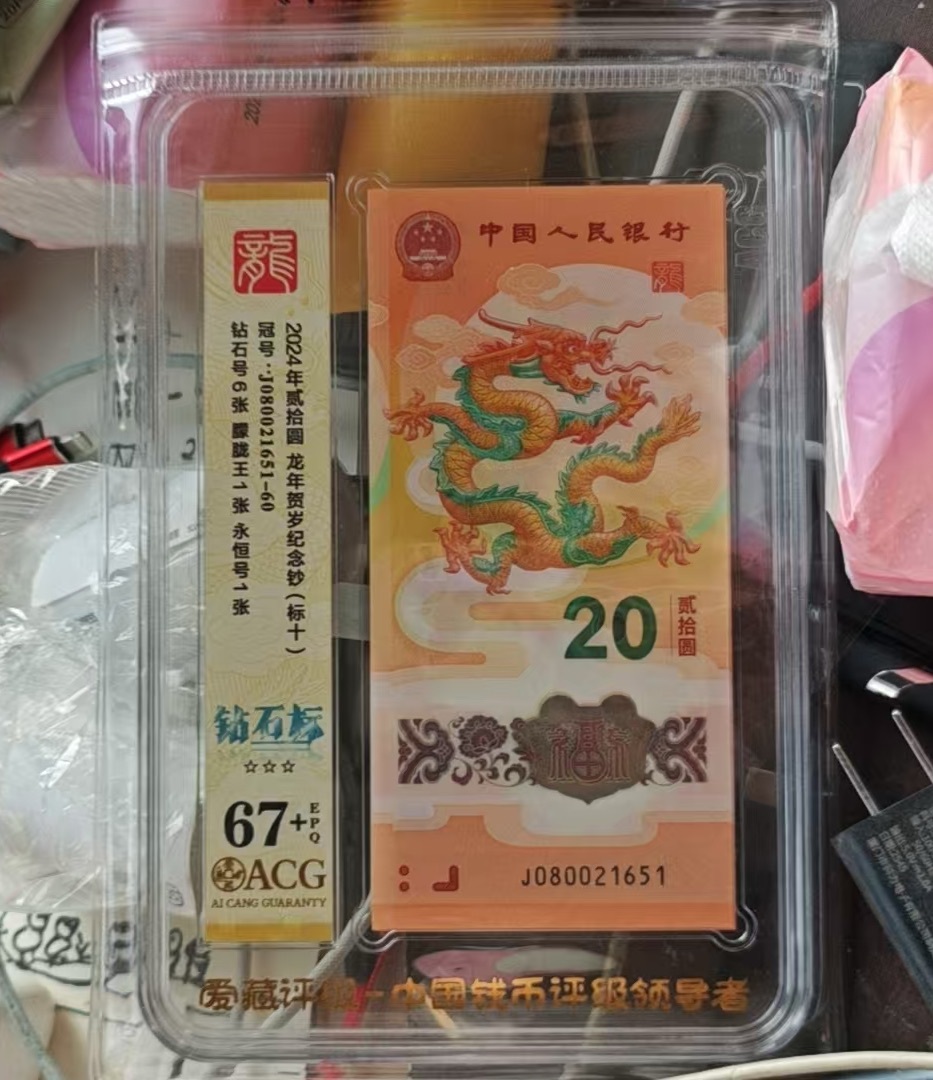 龍
2024年贰拾圆 龙年贺岁纪念钞(标十)
冠号:J080021651-60
钻石号6张 朦胧王1张 永恒号1张
钻石标
☆☆☆
67+EPQ
ACG
AI CANG GUARANTY
中国人民银行
龍
20
贰拾圆
福
J080021651
爱藏评级-中国钱币评级领导者